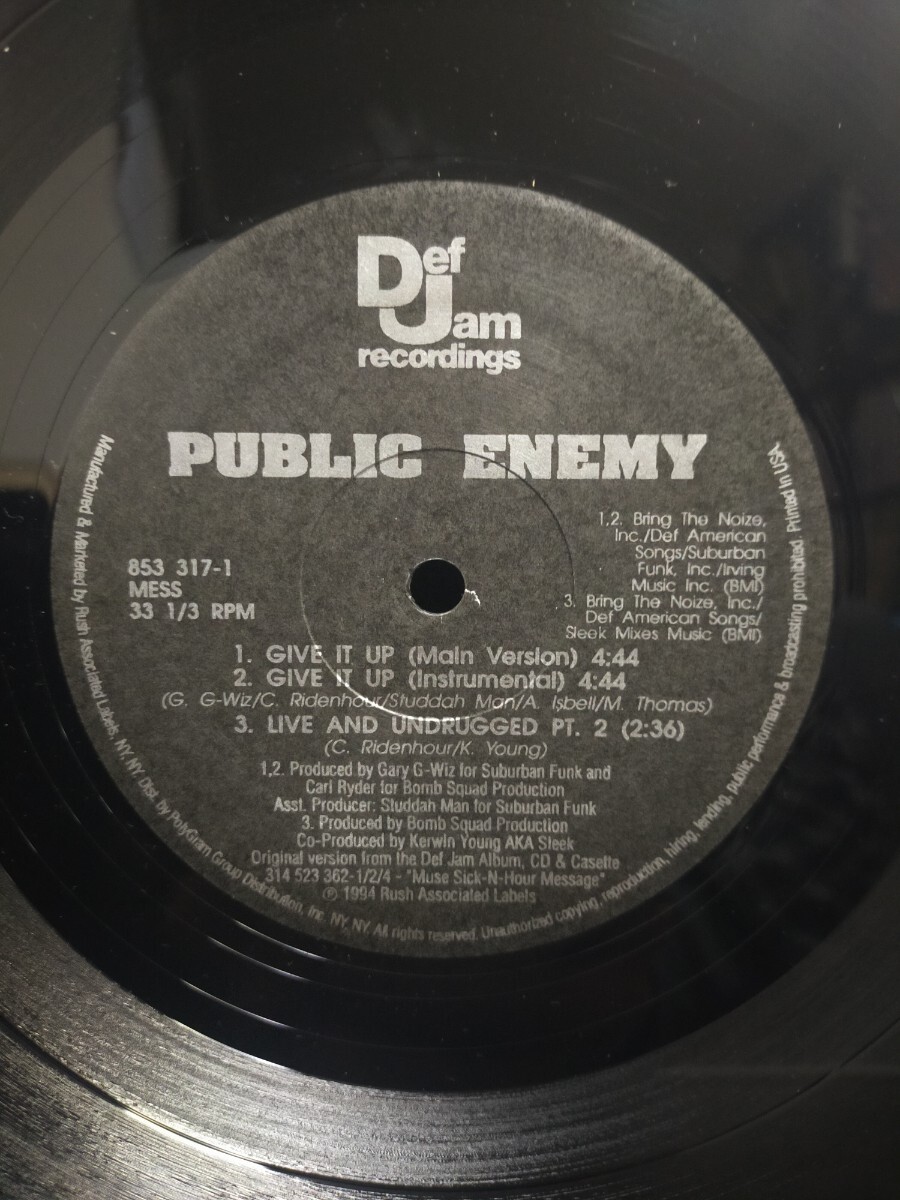 Def
Jam
recordings
PUBLIC ENEMY
853 317-1
MESS
33 1/3 RPM
1,2. Bring The Noize,
Inc./Def American
Songs/Suburban
Funk, Inc./Irving
Music Inc. (BMI)
3. Bring The Noize, Inc./
Def American Songs/
Sleek Mixes Music (BMI)
1. GIVE IT UP (Main Version) 4:44
2. GIVE IT UP (Instrumental) 4:44
(G. G-Wiz/C. Ridenhour/Studdah Man/A. Isbell/M. Thomas)
3. LIVE AND UNDRUGGED PT. 2 (2:36)
(C. Ridenhour/K. Young)
1,2. Produced by Gary G-Wiz for Suburban Funk and
Carl Ryder for Bomb Squad Production
Asst. Producer: Studdah Man for Suburban Funk
3. Produced by Bomb Squad Production
Co-Produced by Kerwin Young AKA Sleek
Original version from the Def Jam Album, CD & Casette
314 523 362-1/2/4 - "Muse Sick-N-Hour Message"
℗ 1994 Rush Associated Labels
Manufactured & Marketed by Rush Associated Labels, NY, NY. Dist. by PolyGram Group Distribution, Inc. NY, NY. All rights reserved. Unauthorized copying, reproduction, hiring, lending, public performance & broadcasting prohibited. Printed in USA.